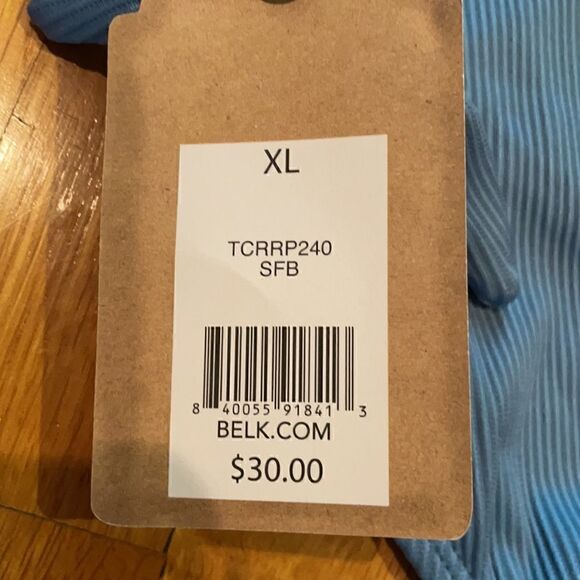 XL
TCRRP240
SFB
8 40055 91841 3
BELK.COM
$30.00